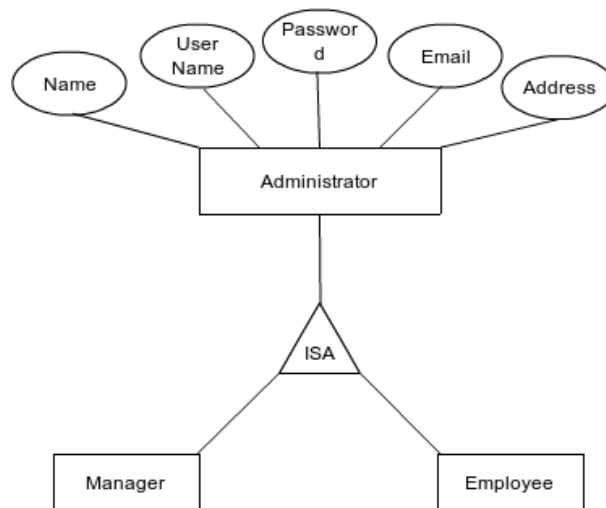 Name
User
Name
Passwor
d
Email
Address
Administrator
ISA
Manager
Employee